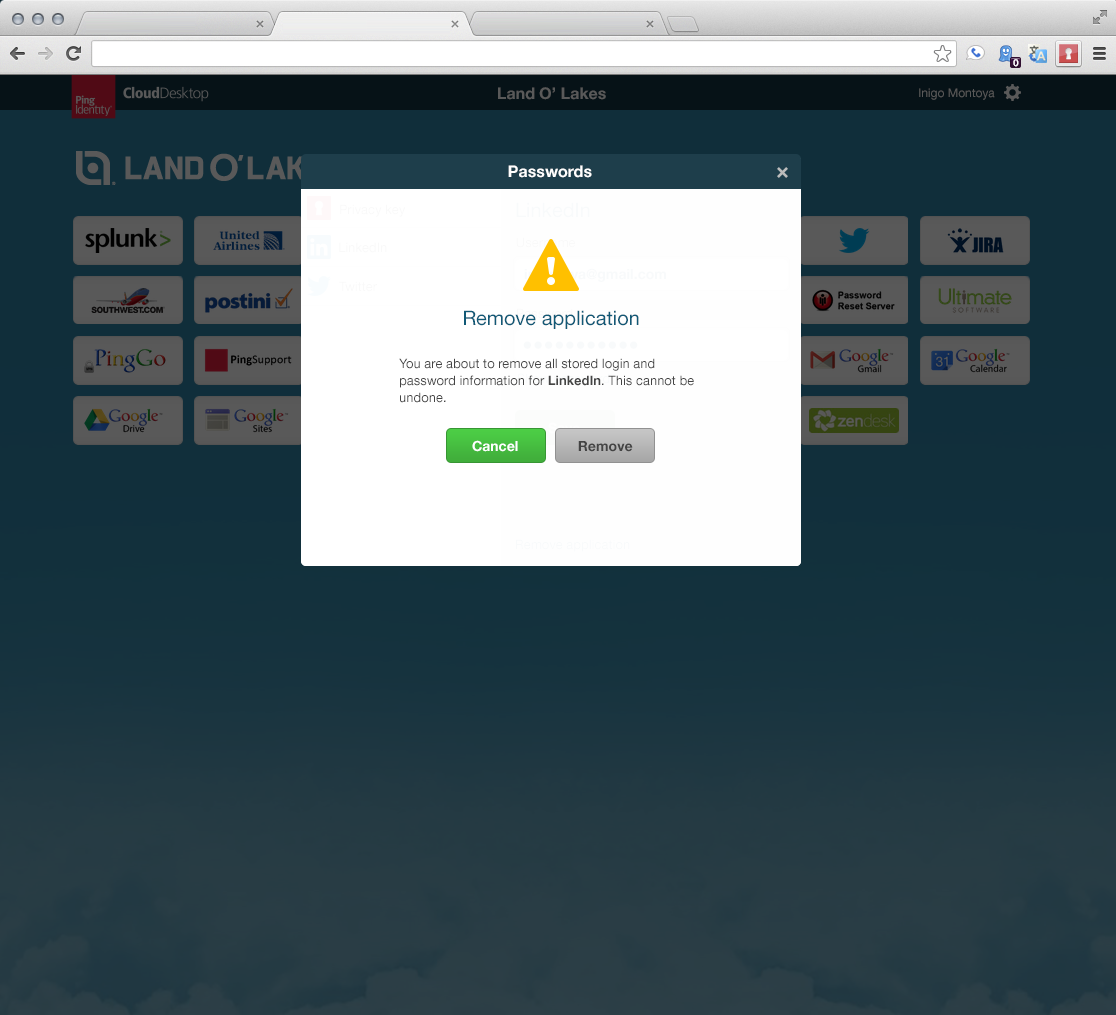 0
Ping
Identity
CloudDesktop
Land O' Lakes
Inigo Montoya
LAND O'LAK
Passwords
LinkedIn
@gmail.com
splunk>
United
Airlines
JIRA
SOUTHWEST.COM
postini
Password
Reset Server
Ultimate
SOFTWARE
Remove application
PingGo
PingSupport
Google
Gmail
31
Google
Calendar
You are about to remove all stored login and
password information for LinkedIn. This cannot be
undone.
Google
Drive
Google
Sites
zendesk
Cancel
Remove